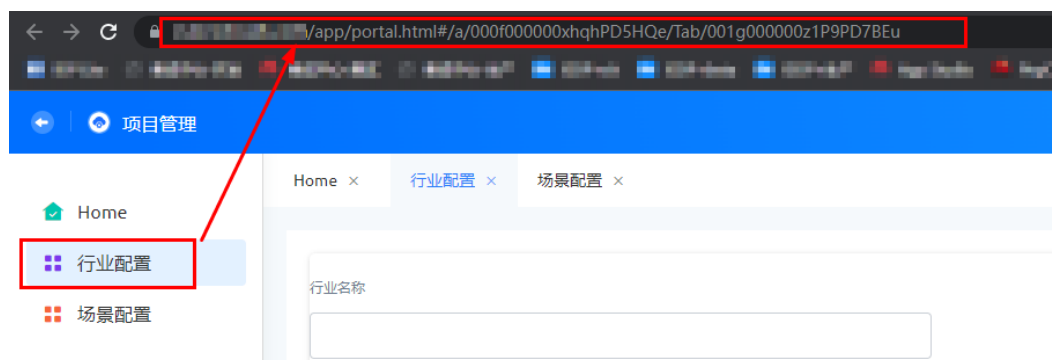 /app/portal.html#/a/000f000000xhqhPD5HQe/Tab/001g000000z1P9PD7BEu
项目管理
Home × 行业配置 × 场景配置 ×
Home
行业配置
场景配置
行业名称